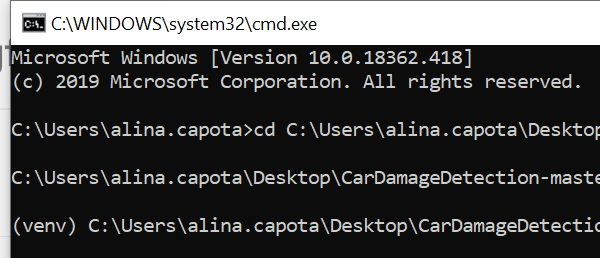 C:\WINDOWS\system32\cmd.exe
Microsoft Windows [Version 10.0.18362.418]
(c) 2019 Microsoft Corporation. All rights reserved.
C:\Users\alina.capota>cd C:\Users\alina.capota\Desktop
C:\Users\alina.capota\Desktop\CarDamageDetection-maste
(venv) C:\Users\alina.capota\Desktop\CarDamageDetectio